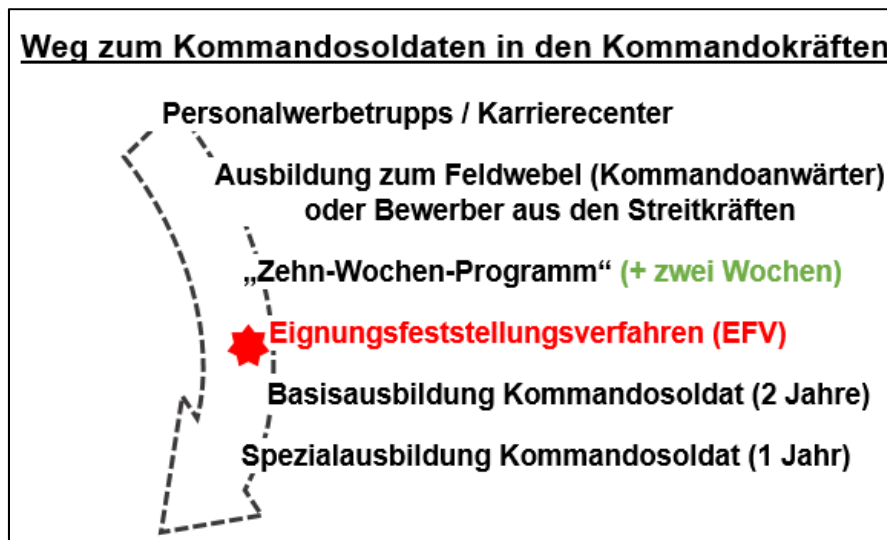 Weg zum Kommandosoldaten in den Kommandokräften
Personalwerbetrupps / Karrierecenter
Ausbildung zum Feldwebel (Kommandoanwärter)
oder Bewerber aus den Streitkräften
„Zehn-Wochen-Programm“ (+ zwei Wochen)
Eignungsfeststellungsverfahren (EFV)
Basisausbildung Kommandosoldat (2 Jahre)
Spezialausbildung Kommandosoldat (1 Jahr)